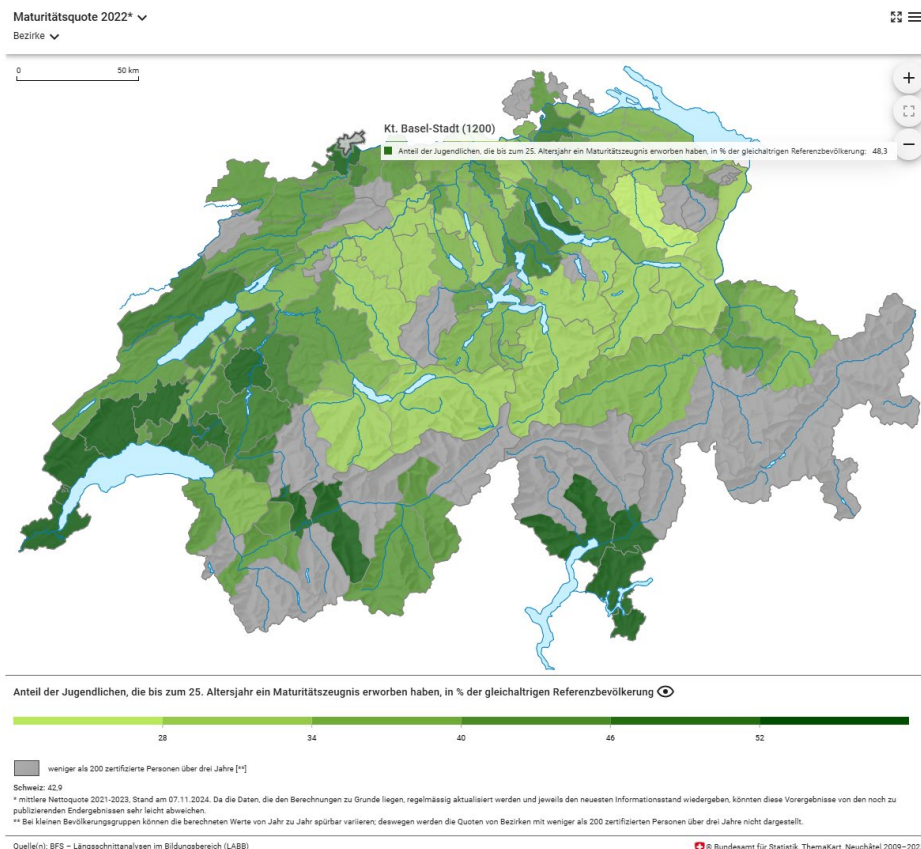 Maturitätsquote 2022*
Bezirke
0 50 km
Kt. Basel-Stadt (1200)
Anteil der Jugendlichen, die bis zum 25. Altersjahr ein Maturitätszeugnis erworben haben, in % der gleichaltrigen Referenzbevölkerung: 48,3
Anteil der Jugendlichen, die bis zum 25. Altersjahr ein Maturitätszeugnis erworben haben, in % der gleichaltrigen Referenzbevölkerung
28 34 40 46 52
weniger als 200 zertifizierte Personen über drei Jahre [**]
Schweiz: 42,9
* mittlere Nettoquote 2021-2023, Stand am 07.11.2024. Da die Daten, die den Berechnungen zu Grunde liegen, regelmässig aktualisiert werden und jeweils den neuesten Informationsstand wiedergeben, könnten diese Vorergebnisse von den noch zu
publizierenden Endergebnissen sehr leicht abweichen.
** Bei kleinen Bevölkerungsgruppen können die berechneten Werte von Jahr zu Jahr spürbar variieren; deswegen werden die Quoten von Bezirken mit weniger als 200 zertifizierten Personen über drei Jahre nicht dargestellt.
Quelle(n): BFS – Längsschnittanalysen im Bildungsbereich (LABB)
© Bundesamt für Statistik, ThemaKart, Neuchâtel 2009–202